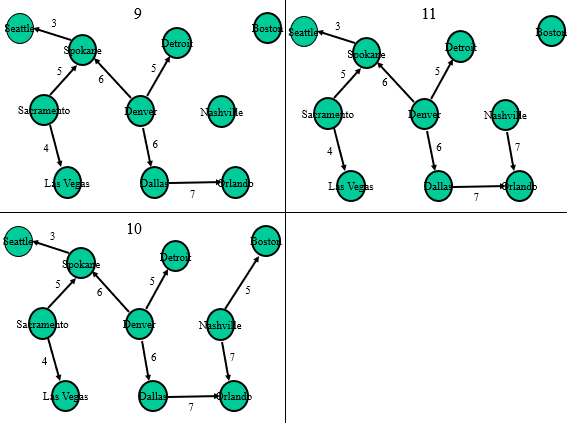 9
Seattle
3
Spokane
Detroit
Boston
5
6
5
Sacramento
Denver
Nashville
4
6
Las Vegas
Dallas
7
Orlando
11
Seattle
3
Spokane
Detroit
Boston
5
6
5
Sacramento
Denver
Nashville
4
6
7
Las Vegas
Dallas
7
Orlando
10
Seattle
3
Spokane
Detroit
Boston
5
6
5
5
Sacramento
Denver
Nashville
4
6
7
Las Vegas
Dallas
7
Orlando